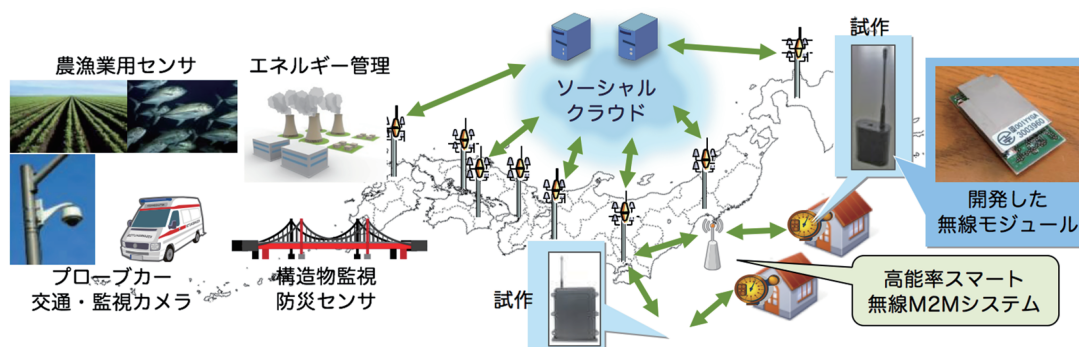 農漁業用センサ
エネルギー管理
プローブカー
交通・監視カメラ
構造物監視
防災センサ
ソーシャル
クラウド
試作
開発した
無線モジュール
試作
高能率スマート
無線M2Mシステム